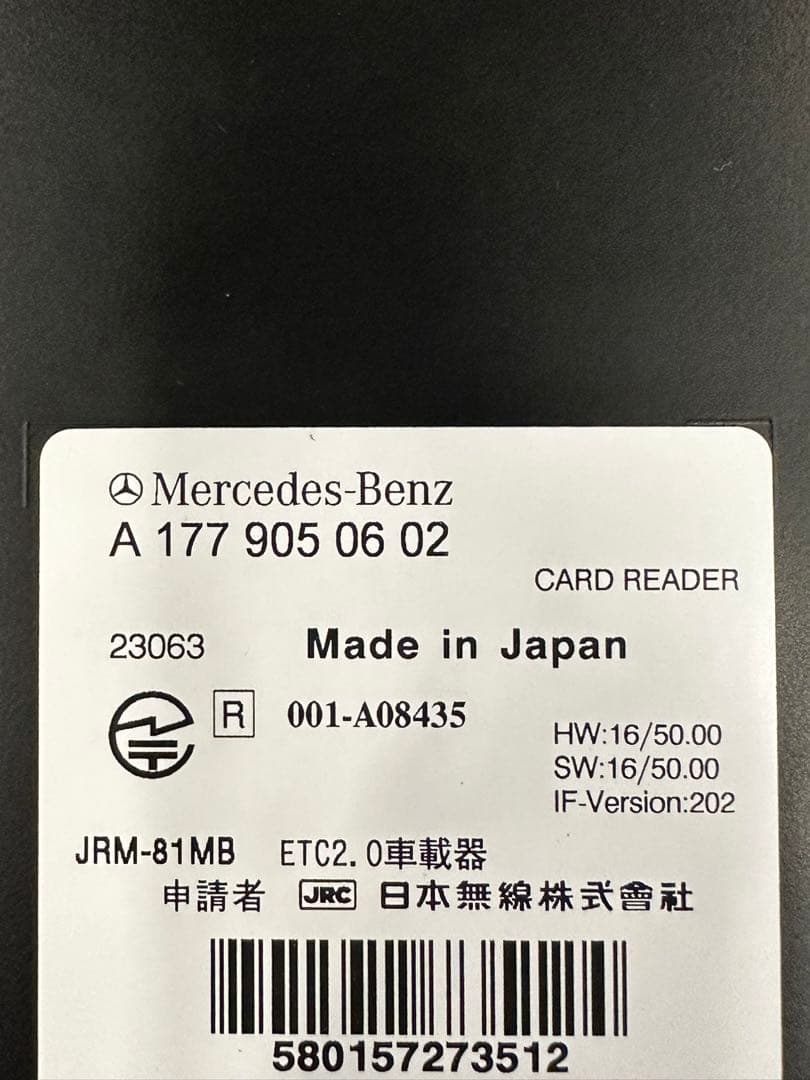 Mercedes-Benz
A 177 905 06 02
CARD READER
23063 Made in Japan
R 001-A08435
HW:16/50.00
SW:16/50.00
IF-Version:202
JRM-81MB ETC2.0車載器
申請者 JRC 日本無線株式會社
580157273512